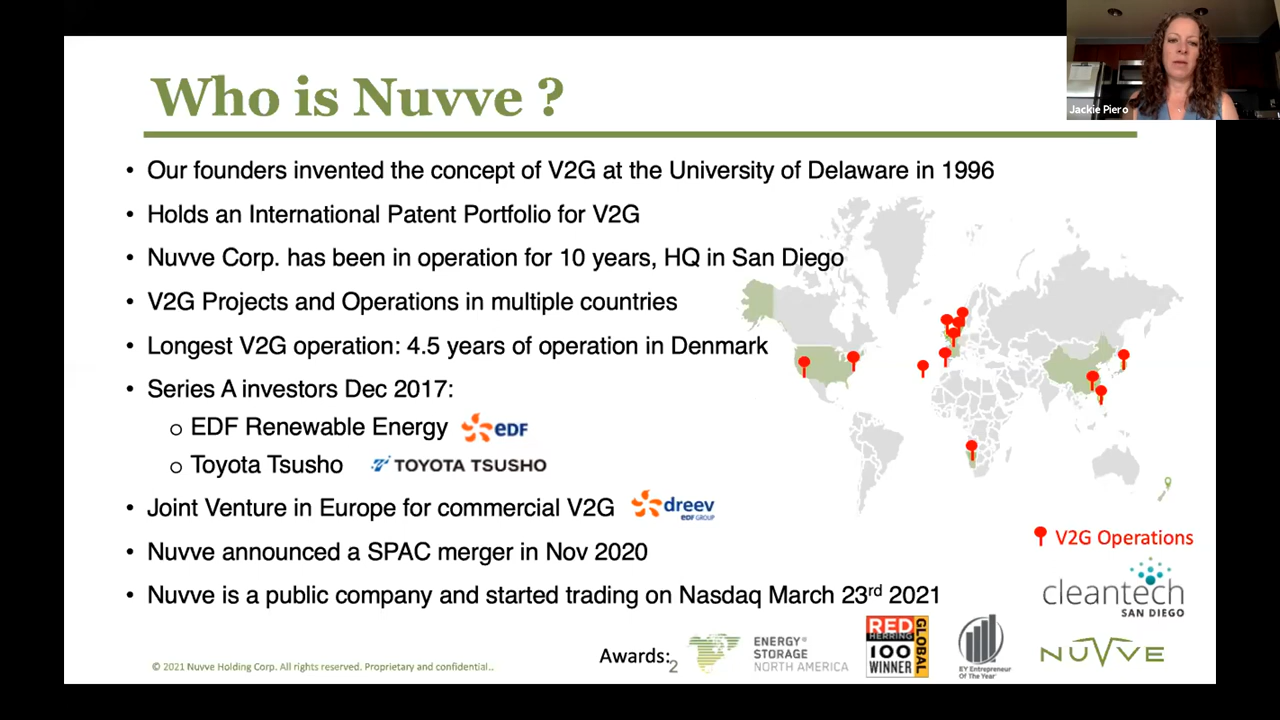 Jackie Piero
Who is Nuvve ?
• Our founders invented the concept of V2G at the University of Delaware in 1996
• Holds an International Patent Portfolio for V2G
• Nuvve Corp. has been in operation for 10 years, HQ in San Diego
• V2G Projects and Operations in multiple countries
• Longest V2G operation: 4.5 years of operation in Denmark
• Series A investors Dec 2017:
o EDF Renewable Energy eDF
o Toyota Tsusho TOYOTA TSUSHO
• Joint Venture in Europe for commercial V2G dreev
EDF GROUP
• Nuvve announced a SPAC merger in Nov 2020
• Nuvve is a public company and started trading on Nasdaq March 23rd 2021
V2G Operations
cleantech
SAN DIEGO
© 2021 Nuvve Holding Corp. All rights reserved. Proprietary and confidential..
Awards:
2
ENERGY®
STORAGE
NORTH AMERICA
RED
HERRING
100
WINNER
GLOBAL
EY Entrepreneur
Of The Year
NUVVE